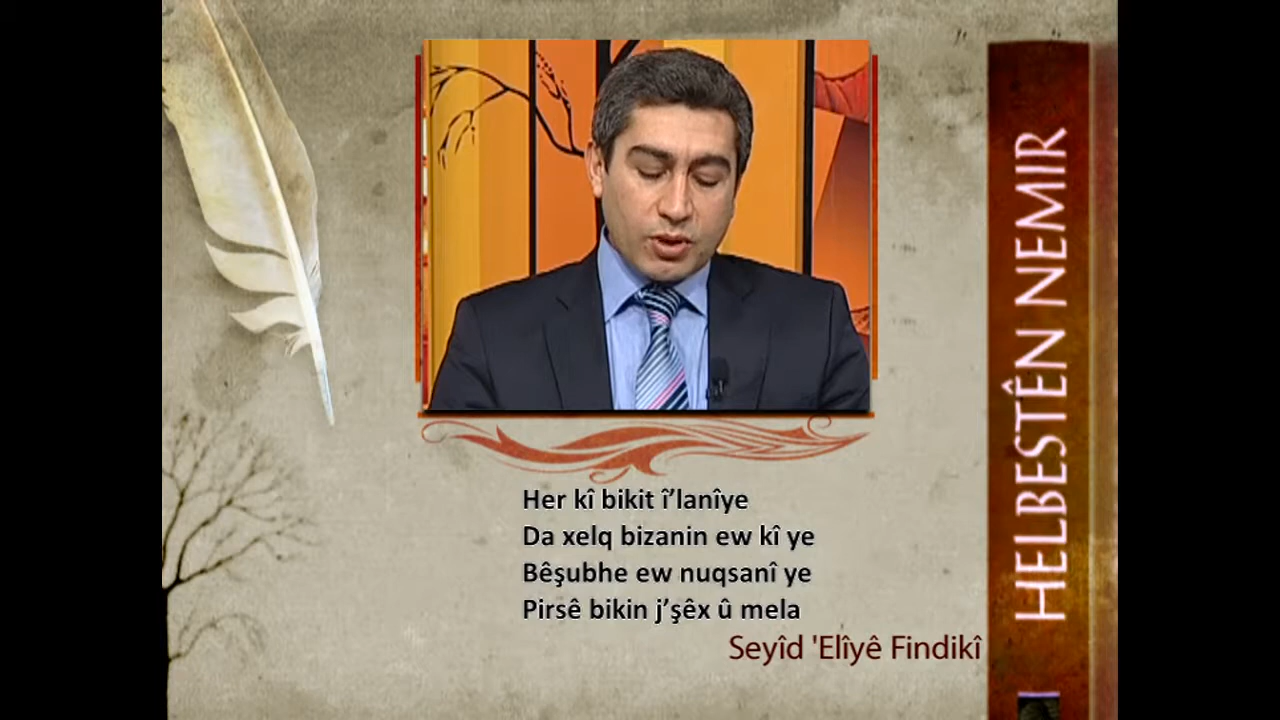 Her kî bikit î’lanîye
Da xelq bizanin ew kî ye
Bêşubhe ew nuqsanî ye
Pirsê bikin j’şêx û mela
Seyîd 'Elîyê Findikî
HELBESTÊN NEMIR